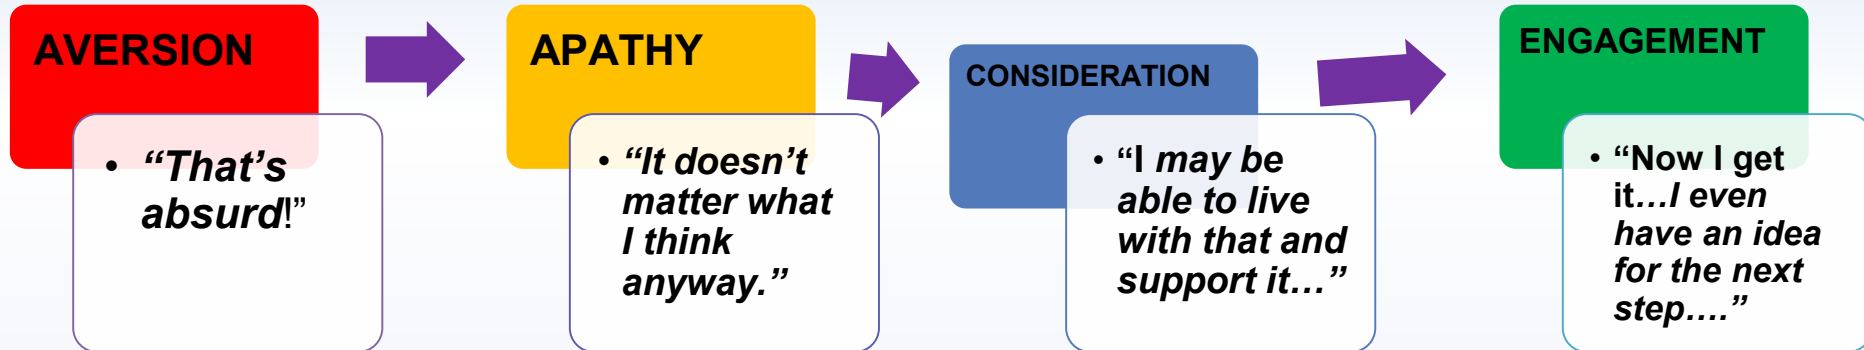 AVERSION
• “That’s
absurd!”
APATHY
• “It doesn’t
matter what
I think
anyway.”
CONSIDERATION
• “I may be
able to live
with that and
support it…”
ENGAGEMENT
• “Now I get
it…I even
have an idea
for the next
step….”